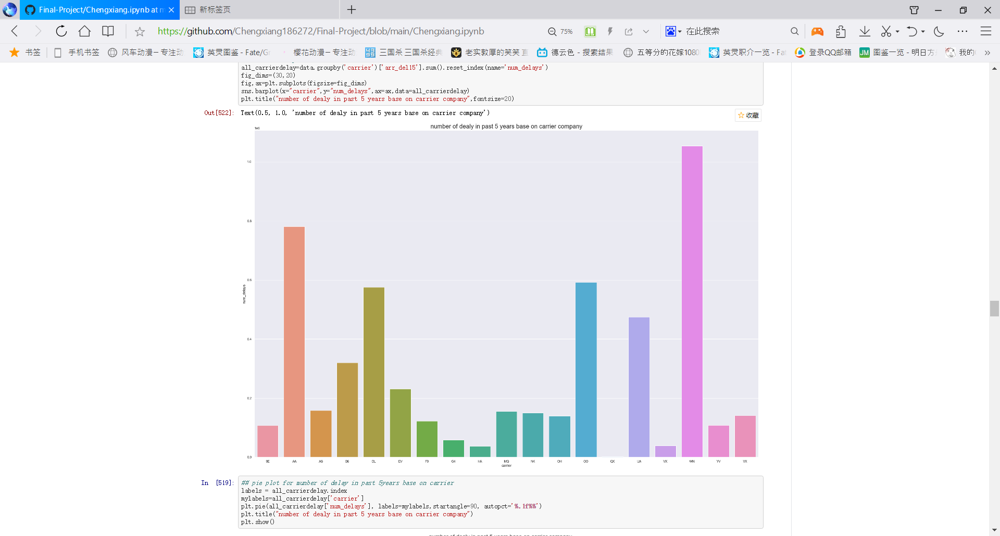 Final-Project/Chengxiang.ipynb at m
新标签页
https://github.com/Chengxiang186272/Final-Project/blob/main/Chengxiang.ipynb
75%
在此搜索
书签
手机书签
风车动漫 – 专注动
英灵图鉴 - Fate/G
樱花动漫 – 专注动
三国杀 三国杀经典
老实敦厚的笑笑 直
德云色 - 搜索结果
五等分的花嫁1080
英灵职介一览 - Fat
登录QQ邮箱
JM
图鉴一览 - 明日方
我的
all_carrierdelay=data.groupby('carrier')['arr_del15'].sum().reset_index(name='num_delays')
fig_dims=(30,20)
fig,ax=plt.subplots(figsize=fig_dims)
sns.barplot(x="carrier",y="num_delays",ax=ax,data=all_carrierdelay)
plt.title("number of dealy in past 5 years base on carrier company",fontsize=20)
Out[522]: Text(0.5, 1.0, 'number of dealy in past 5 years base on carrier company')
收藏
number of dealy in past 5 years base on carrier company
1e6
1.0
0.8
0.6
0.4
0.2
0.0
num_delays
9E AA AS B6 DL EV F9 G4 HA MQ NK OH OO QX UA VX WN YV YX
carrier
In [519]: ## pie plot for munber of delay in past 5years base on carrier
labels = all_carrierdelay.index
mylabels=all_carrierdelay['carrier']
plt.pie(all_carrierdelay['num_delays'], labels=mylabels,startangle=90, autopct='%.1f%%')
plt.title("number of dealy in past 5 years base on carrier company")
plt.show()
number of dealy in past 5 years base on carrier company